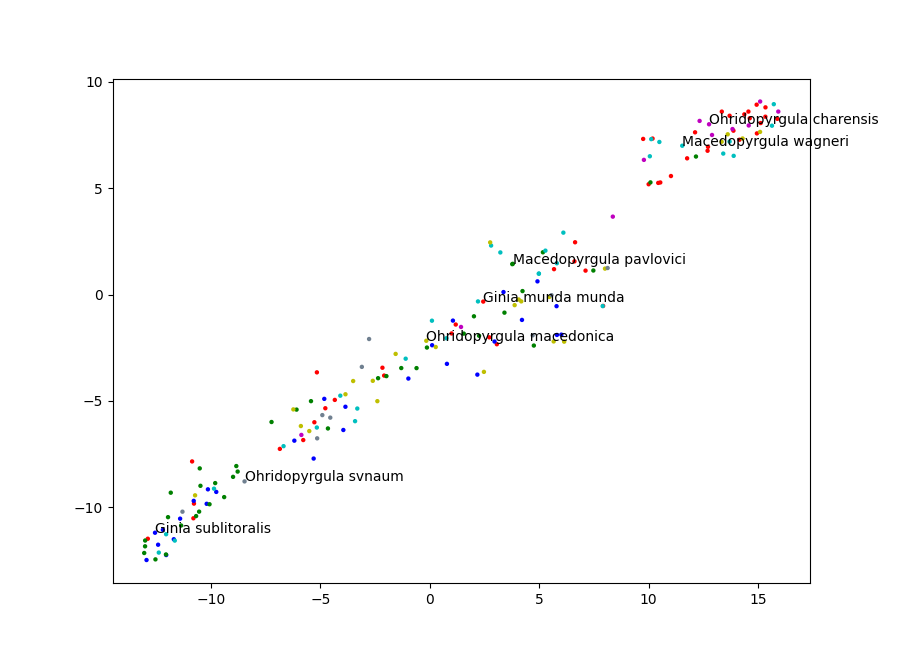 10
5
0
−5
−10
Ohridopyrgula charensis
Macedopyrgula wagneri
Macedopyrgula pavlovici
Ginia munda munda
Ohridopyrgula macedonica
Ohridopyrgula svnaum
Ginia sublitoralis
−10 −5 0 5 10 15